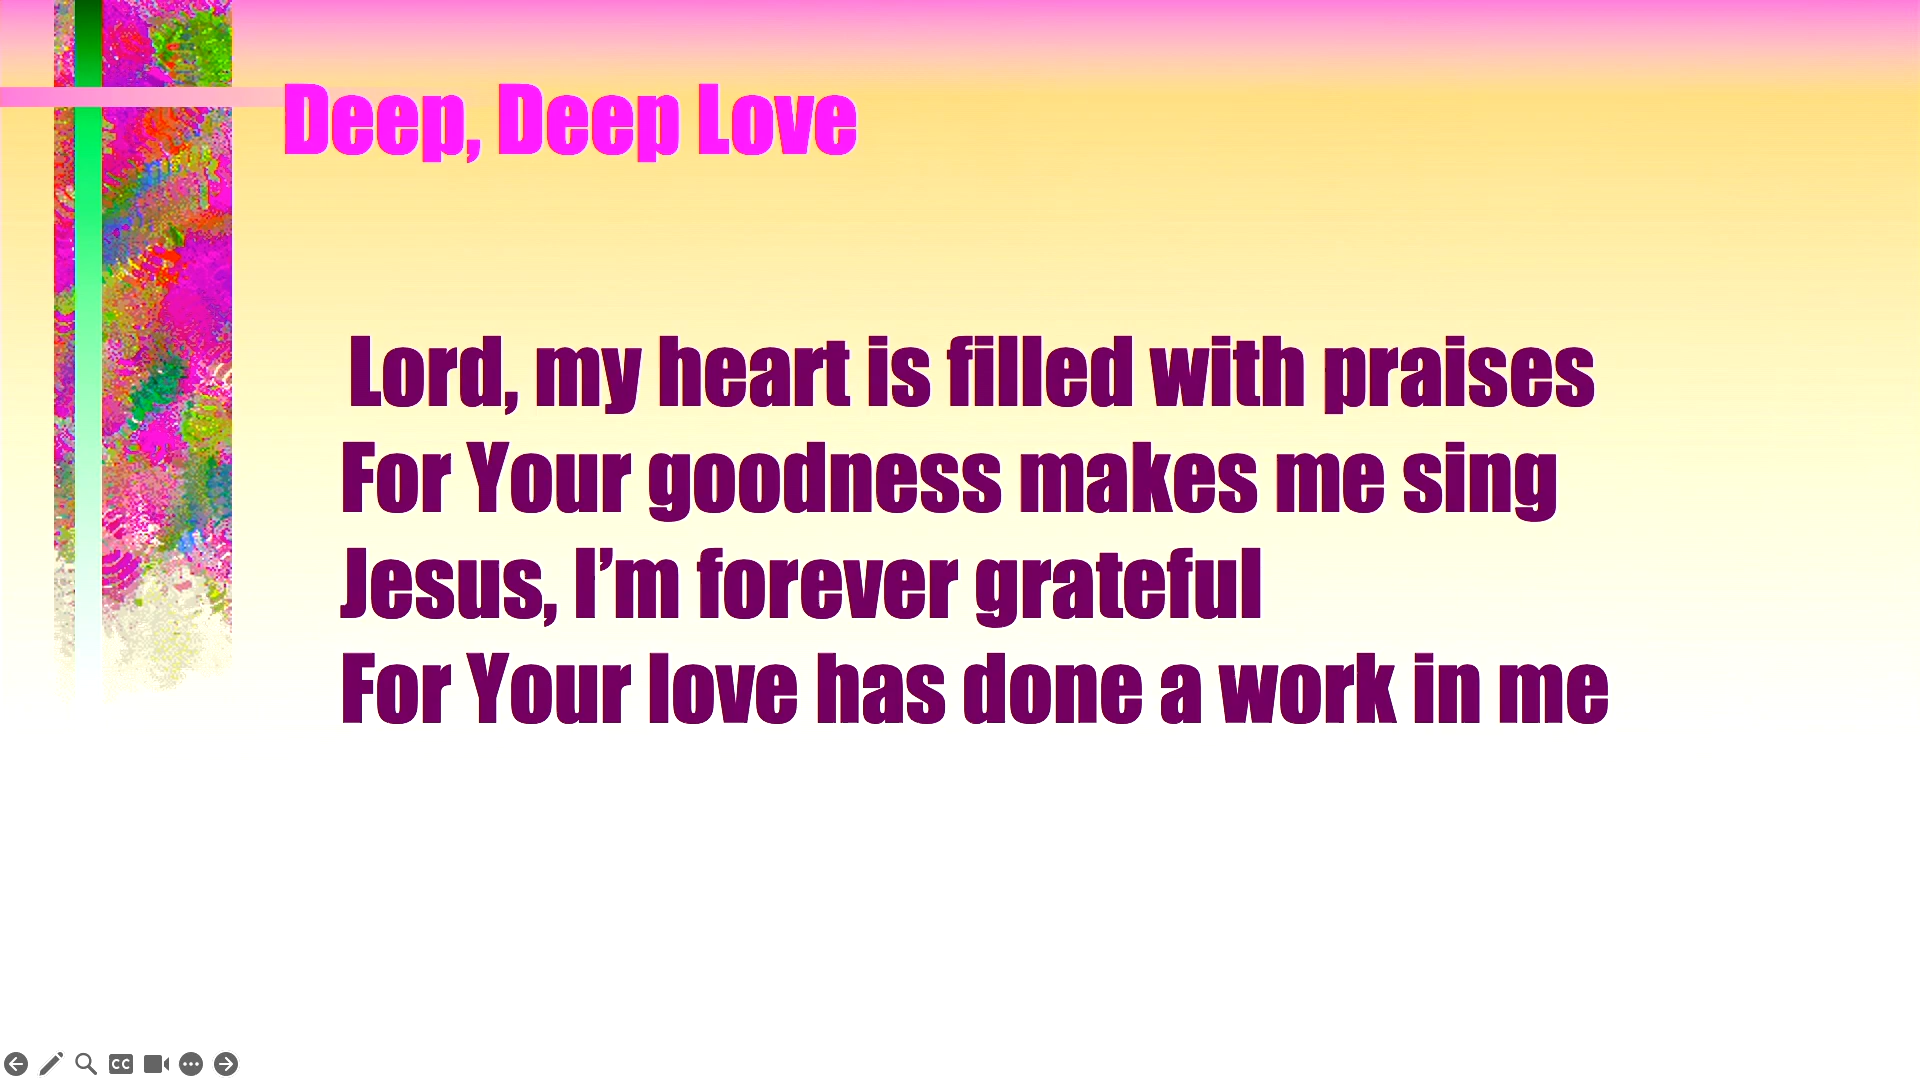 Deep, Deep Love
Lord, my heart is filled with praises
For Your goodness makes me sing
Jesus, I’m forever grateful
For Your love has done a work in me
CC